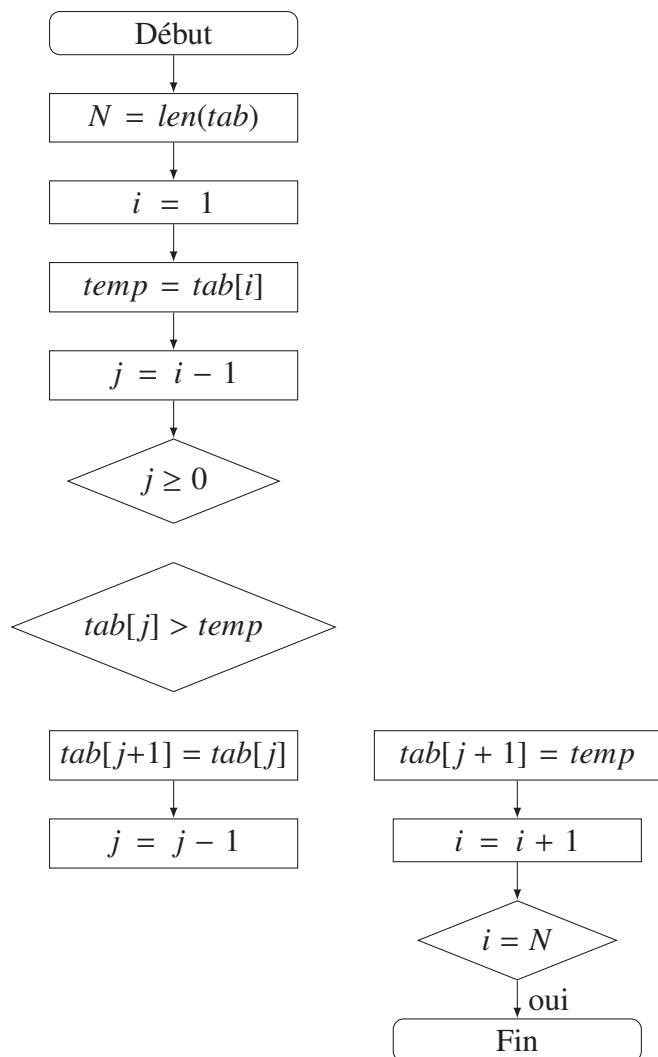 Début
N = len(tab)
i = 1
temp = tab[i]
j = i − 1
j ≥ 0
tab[j] > temp
tab[j+1] = tab[j]
j = j − 1
tab[j + 1] = temp
i = i + 1
i = N
oui
Fin